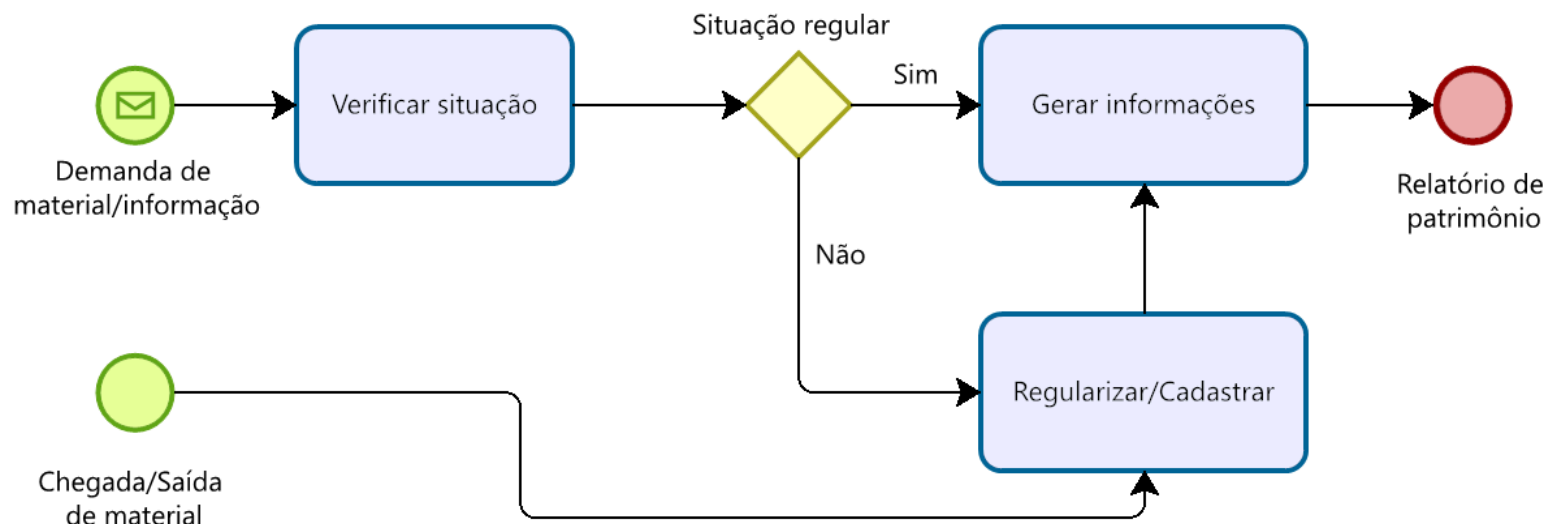 Situação regular
Verificar situação
Sim
Gerar informações
Demanda de
material/informação
Relatório de
patrimônio
Não
Regularizar/Cadastrar
Chegada/Saída
de material